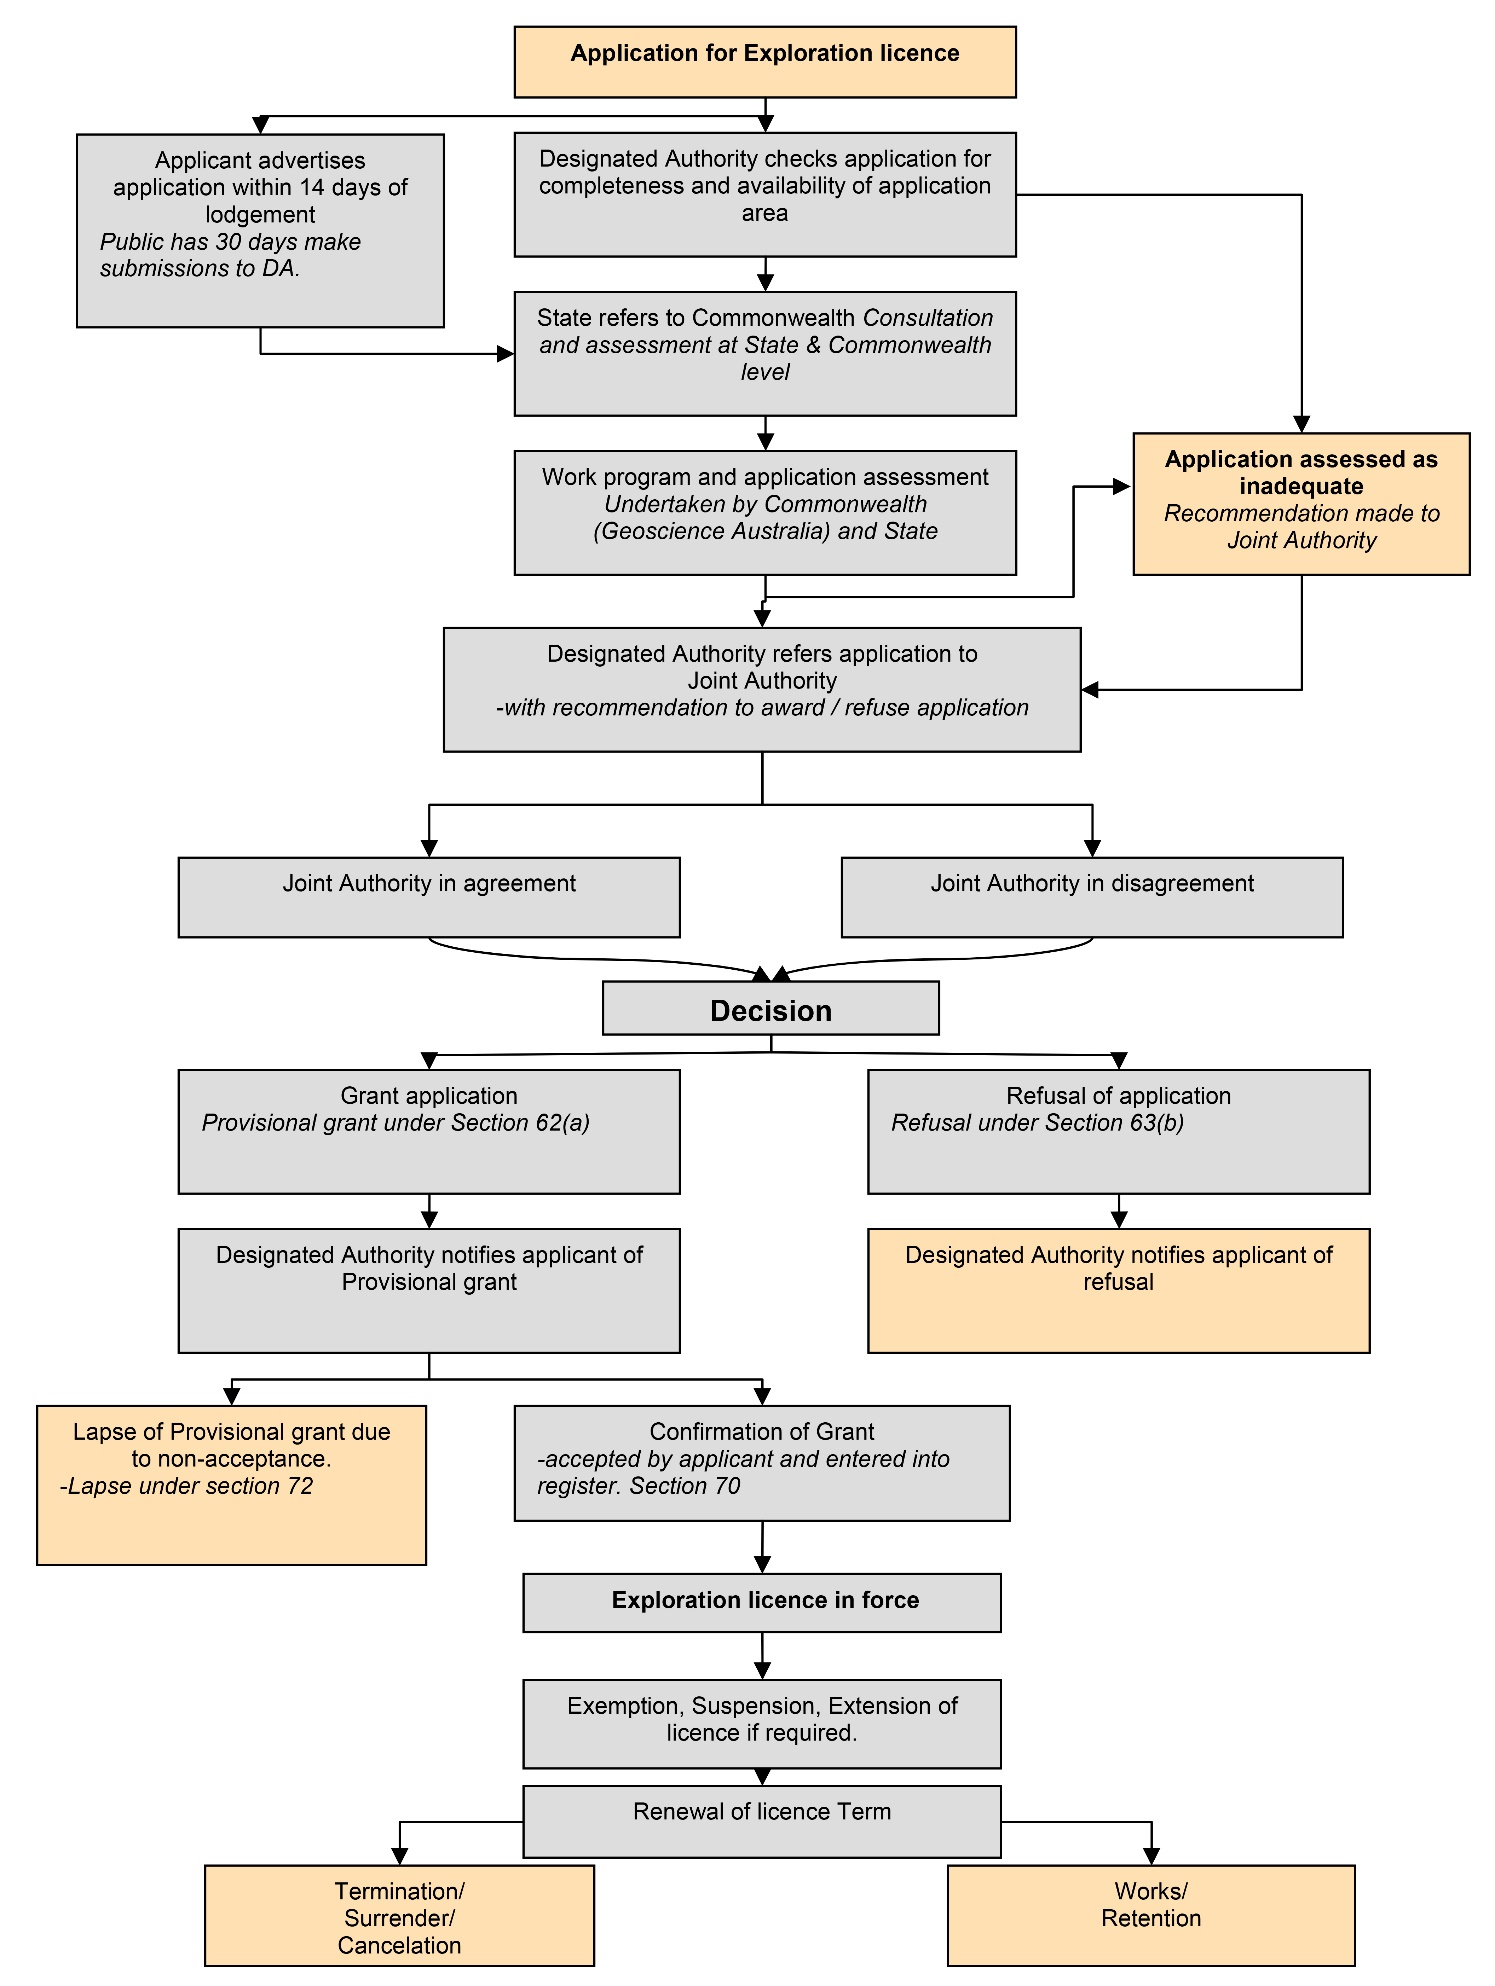 Application for Exploration licence
Applicant advertises
application within 14 days of
lodgement
Public has 30 days make
submissions to DA.
Designated Authority checks application for
completeness and availability of application
area
State refers to Commonwealth Consultation
and assessment at State & Commonwealth
level
Work program and application assessment
Undertaken by Commonwealth
(Geoscience Australia) and State
Application assessed as
inadequate
Recommendation made to
Joint Authority
Designated Authority refers application to
Joint Authority
-with recommendation to award / refuse application
Joint Authority in agreement
Joint Authority in disagreement
Decision
Grant application
Provisional grant under Section 62(a)
Refusal of application
Refusal under Section 63(b)
Designated Authority notifies applicant of
Provisional grant
Designated Authority notifies applicant of
refusal
Lapse of Provisional grant due
to non-acceptance.
-Lapse under section 72
Confirmation of Grant
-accepted by applicant and entered into
register. Section 70
Exploration licence in force
Exemption, Suspension, Extension of
licence if required.
Renewal of licence Term
Termination/
Surrender/
Cancelation
Works/
Retention